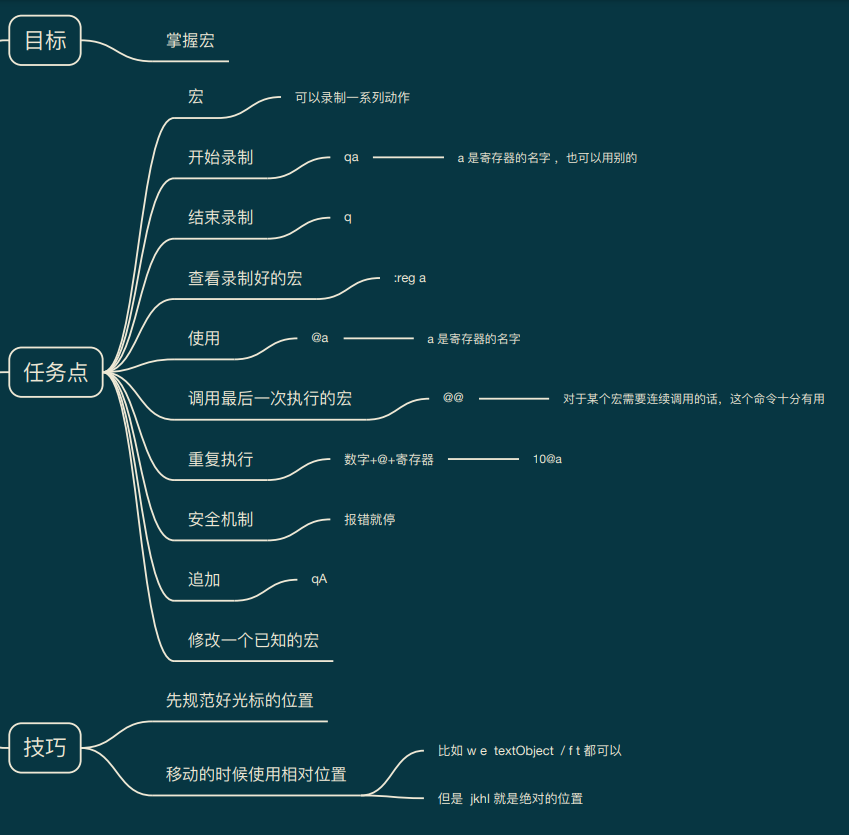 目标
掌握宏
任务点
宏
可以录制一系列动作
开始录制
qa
a 是寄存器的名字 ，也可以用别的
结束录制
q
查看录制好的宏
:reg a
使用
@a
a 是寄存器的名字
调用最后一次执行的宏
@@
对于某个宏需要连续调用的话，这个命令十分有用
重复执行
数字+@+寄存器
10@a
安全机制
报错就停
追加
qA
修改一个已知的宏
技巧
先规范好光标的位置
移动的时候使用相对位置
比如 w e  textObject  / f t 都可以
但是  jkhl 就是绝对的位置